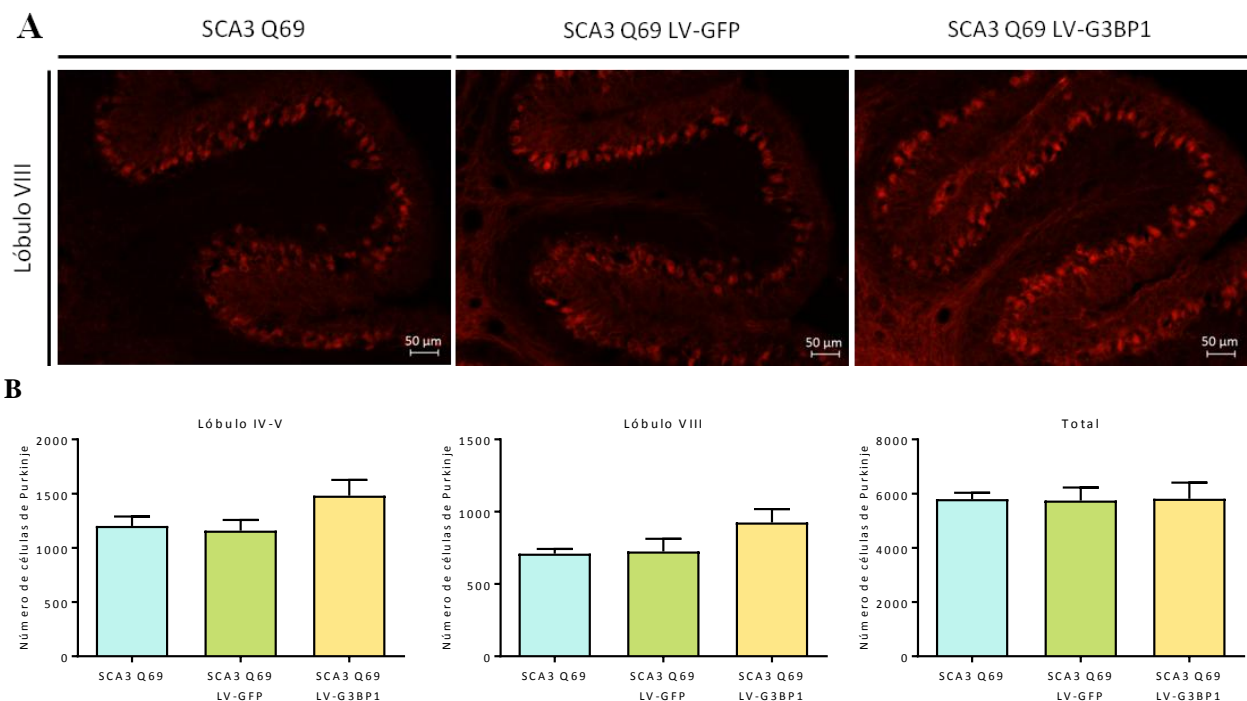 A
SCA3 Q69
SCA3 Q69 LV-GFP
SCA3 Q69 LV-G3BP1
Lóbulo VIII
50 µm
50 µm
50 µm
B
Lóbulo IV-V
Número de células de Purkinje
2000
1500
1000
500
0
SCA3 Q69
SCA3 Q69
LV-GFP
SCA3 Q69
LV-G3BP1
Lóbulo VIII
Número de células de Purkinje
1500
1000
500
0
SCA3 Q69
SCA3 Q69
LV-GFP
SCA3 Q69
LV-G3BP1
Total
Número de células de Purkinje
8000
6000
4000
2000
0
SCA3 Q69
SCA3 Q69
LV-GFP
SCA3 Q69
LV-G3BP1